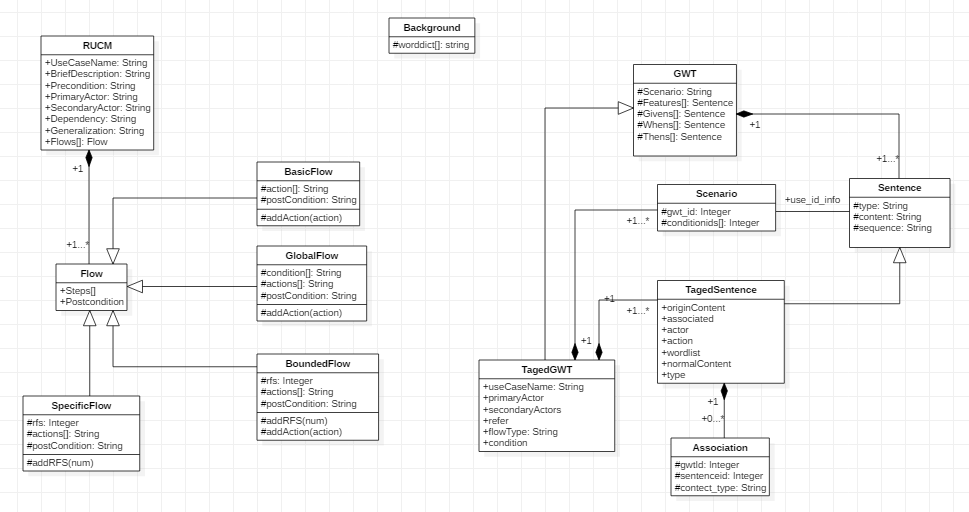 RUCM
+UseCaseName: String
+BriefDescription: String
+Precondition: String
+PrimaryActor: String
+SecondaryActor: String
+Dependency: String
+Generalization: String
+Flows[]: Flow
+1
+1...*
Flow
+Steps[]
+Postcondition
BasicFlow
#action[]: String
#postCondition: String
#addAction(action)
GlobalFlow
#condition[]: String
#actions[]: String
#postCondition: String
#addAction(action)
BoundedFlow
#rfs: Integer
#actions[]: String
#postCondition: String
#addRFS(num)
#addAction(action)
SpecificFlow
#rfs: Integer
#actions[]: String
#postCondition: String
#addRFS(num)
Background
#worddict[]: string
GWT
#Scenario: String
#Features[]: Sentence
#Givens[]: Sentence
#Whens[]: Sentence
#Thens[]: Sentence
+1
+1...*
Scenario
#gwt_id: Integer
#conditionids[]: Integer
+use_id_info
Sentence
#type: String
#content: String
#sequence: String
+1...*
+1
+1
+1...*
TagedSentence
+originContent
+associated
+actor
+action
+wordlist
+normalContent
+type
TagedGWT
+useCaseName: String
+primaryActor
+secondaryActors
+refer
+flowType: String
+condition
+1
+0...*
Association
#gwtId: Integer
#sentenceid: Integer
#contect_type: String